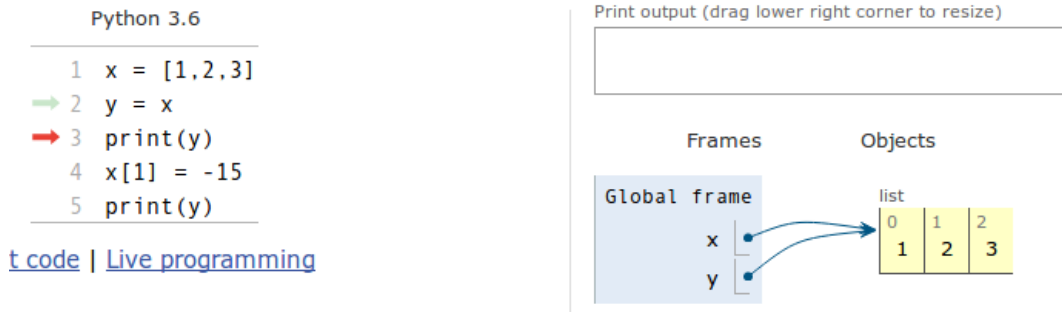 Python 3.6
1 x = [1,2,3]
2 y = x
3 print(y)
4 x[1] = -15
5 print(y)
t code | Live programming
Print output (drag lower right corner to resize)
Frames Objects
Global frame
x
y
list
0 1 2
1 2 3